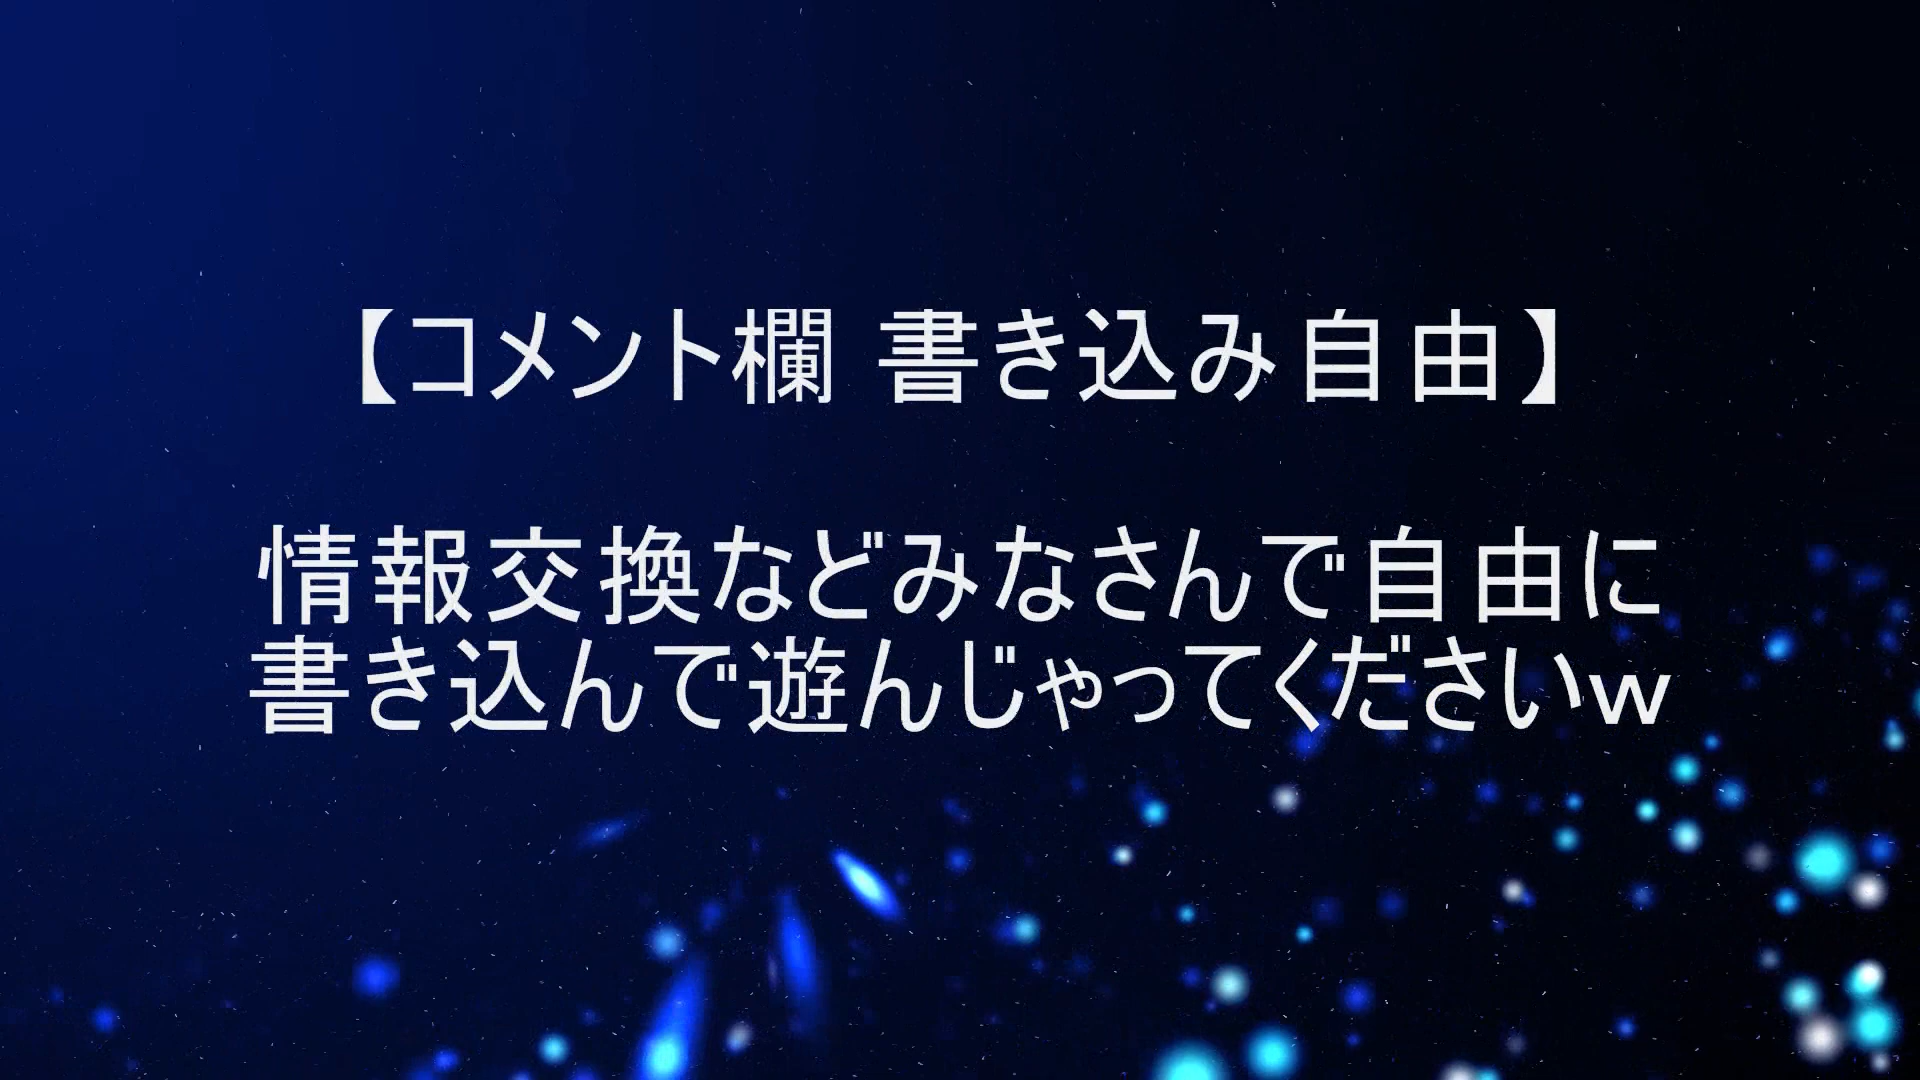 【コメント欄 書き込み自由】
情報交換などみなさんで自由に
書き込んで遊んじゃってくださいw